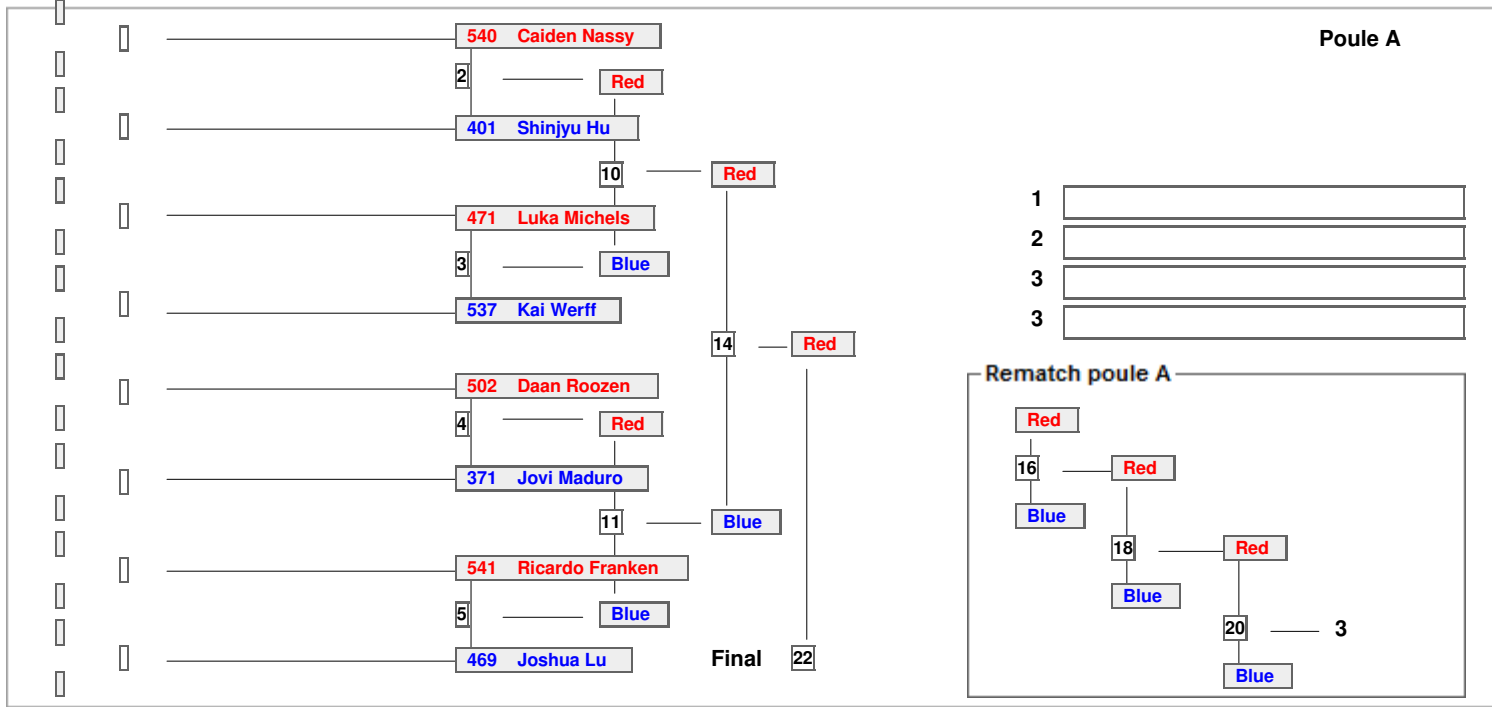 540 Caiden Nassy
Poule A
2
Red
401 Shinjyu Hu
10
Red
471 Luka Michels
3
Blue
537 Kai Werff
14
Red
502 Daan Roozen
4
Red
371 Jovi Maduro
11
Blue
541 Ricardo Franken
5
Blue
469 Joshua Lu
Final 22
1
2
3
3
Rematch poule A
Red
16
Red
Blue
18
Red
Blue
20
3
Blue